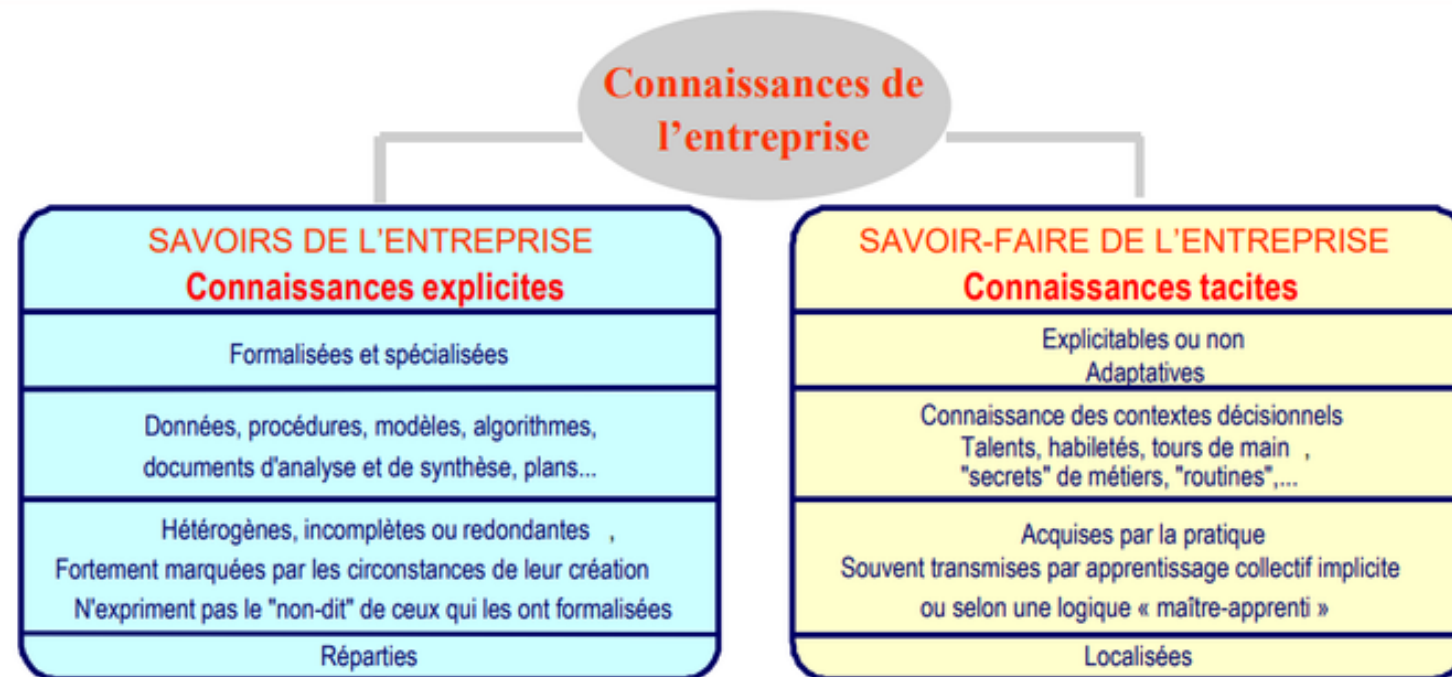 Connaissances de
l'entreprise
SAVOIRS DE L'ENTREPRISE
Connaissances explicites
Formalisées et spécialisées
Données, procédures, modèles, algorithmes,
documents d'analyse et de synthèse, plans...
Hétérogènes, incomplètes ou redondantes ,
Fortement marquées par les circonstances de leur création
N'expriment pas le "non-dit" de ceux qui les ont formalisées
Réparties
SAVOIR-FAIRE DE L'ENTREPRISE
Connaissances tacites
Explicitables ou non
Adaptatives
Connaissance des contextes décisionnels
Talents, habiletés, tours de main ,
"secrets" de métiers, "routines",...
Acquises par la pratique
Souvent transmises par apprentissage collectif implicite
ou selon une logique « maître-apprenti »
Localisées